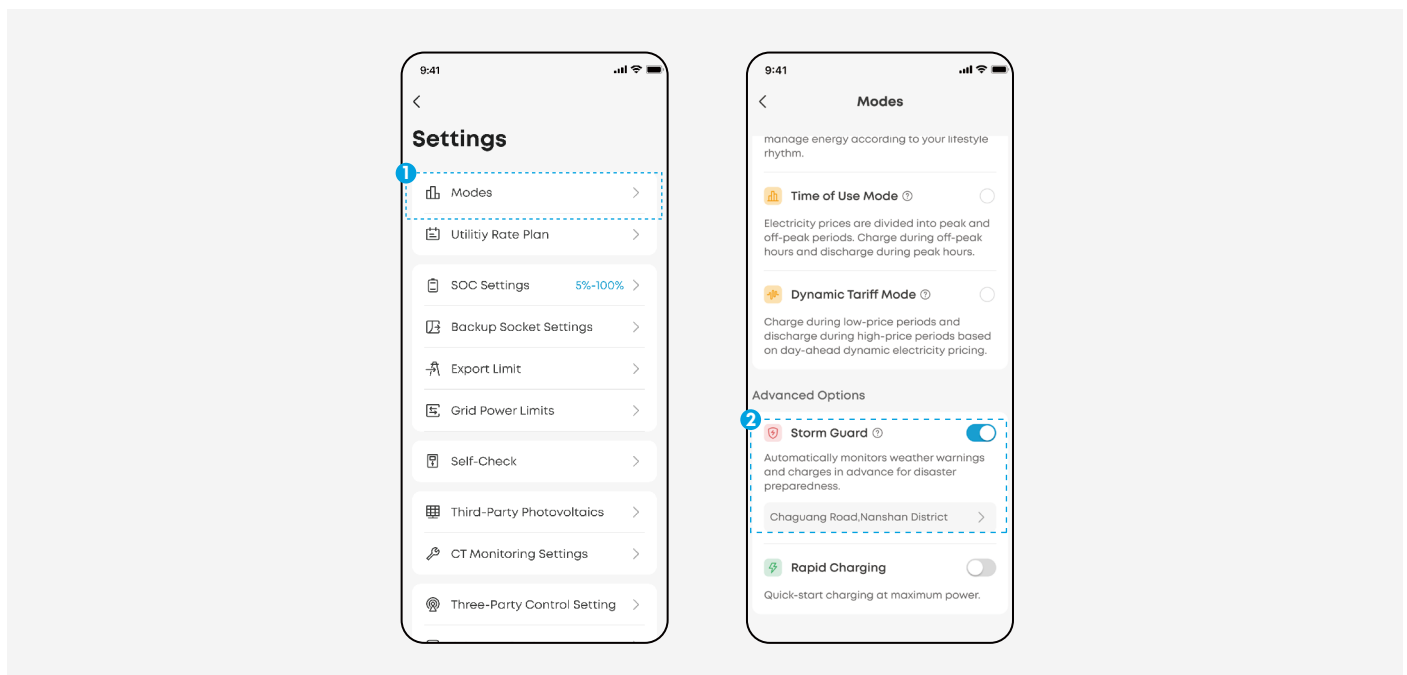 9:41
Settings
1
Modes
Utilitiy Rate Plan
SOC Settings 5%-100%
Backup Socket Settings
Export Limit
Grid Power Limits
Self-Check
Third-Party Photovoltaics
CT Monitoring Settings
Three-Party Control Setting
9:41
Modes
manage energy according to your lifestyle
rhythm.
Time of Use Mode ?
Electricity prices are divided into peak and
off-peak periods. Charge during off-peak
hours and discharge during peak hours.
Dynamic Tariff Mode ?
Charge during low-price periods and
discharge during high-price periods based
on day-ahead dynamic electricity pricing.
Advanced Options
2
Storm Guard ?
Automatically monitors weather warnings
and charges in advance for disaster
preparedness.
Chaguang Road,Nanshan District
Rapid Charging
Quick-start charging at maximum power.